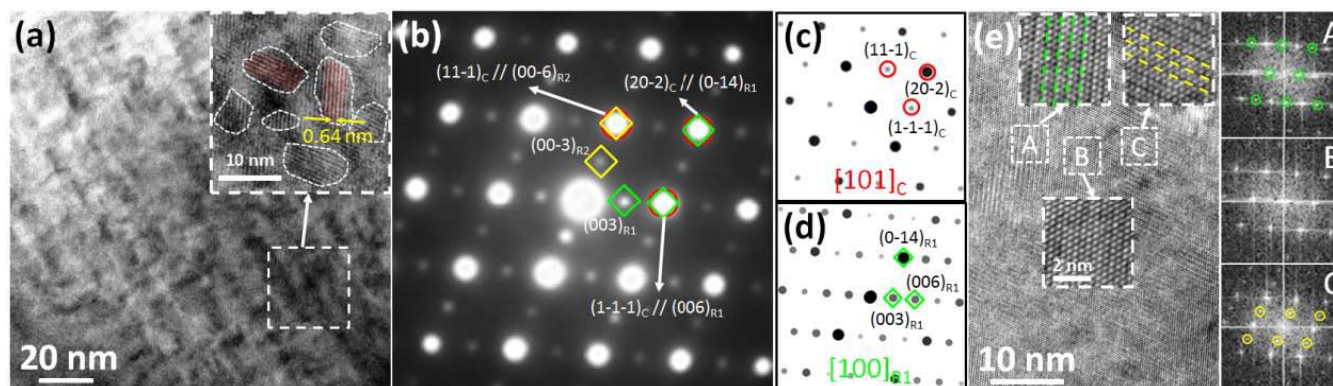 (a)
0.64 nm
10 nm
20 nm
(b)
(11-1)C // (00-6)R2
(20-2)C // (0-14)R1
(00-3)R2
(003)R1
(1-1-1)C // (006)R1
(c)
(11-1)C
(20-2)C
(1-1-1)C
[101]C
(d)
(0-14)R1
(006)R1
(003)R1
[100]R1
(e)
A
B
C
2 nm
10 nm
A
B
C